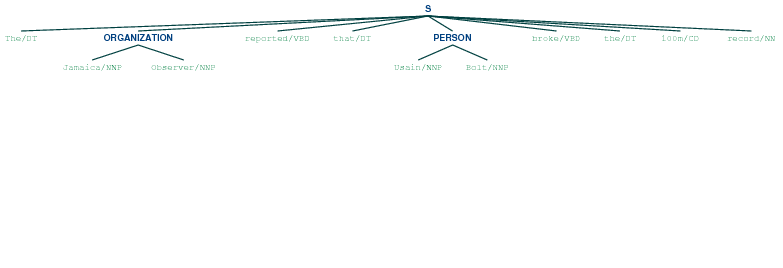 S
The/DT ORGANIZATION reported/VBD that/DT PERSON broke/VBD the/DT 100m/CD record/NN
Jamaica/NNP Observer/NNP Usain/NNP Bolt/NNP